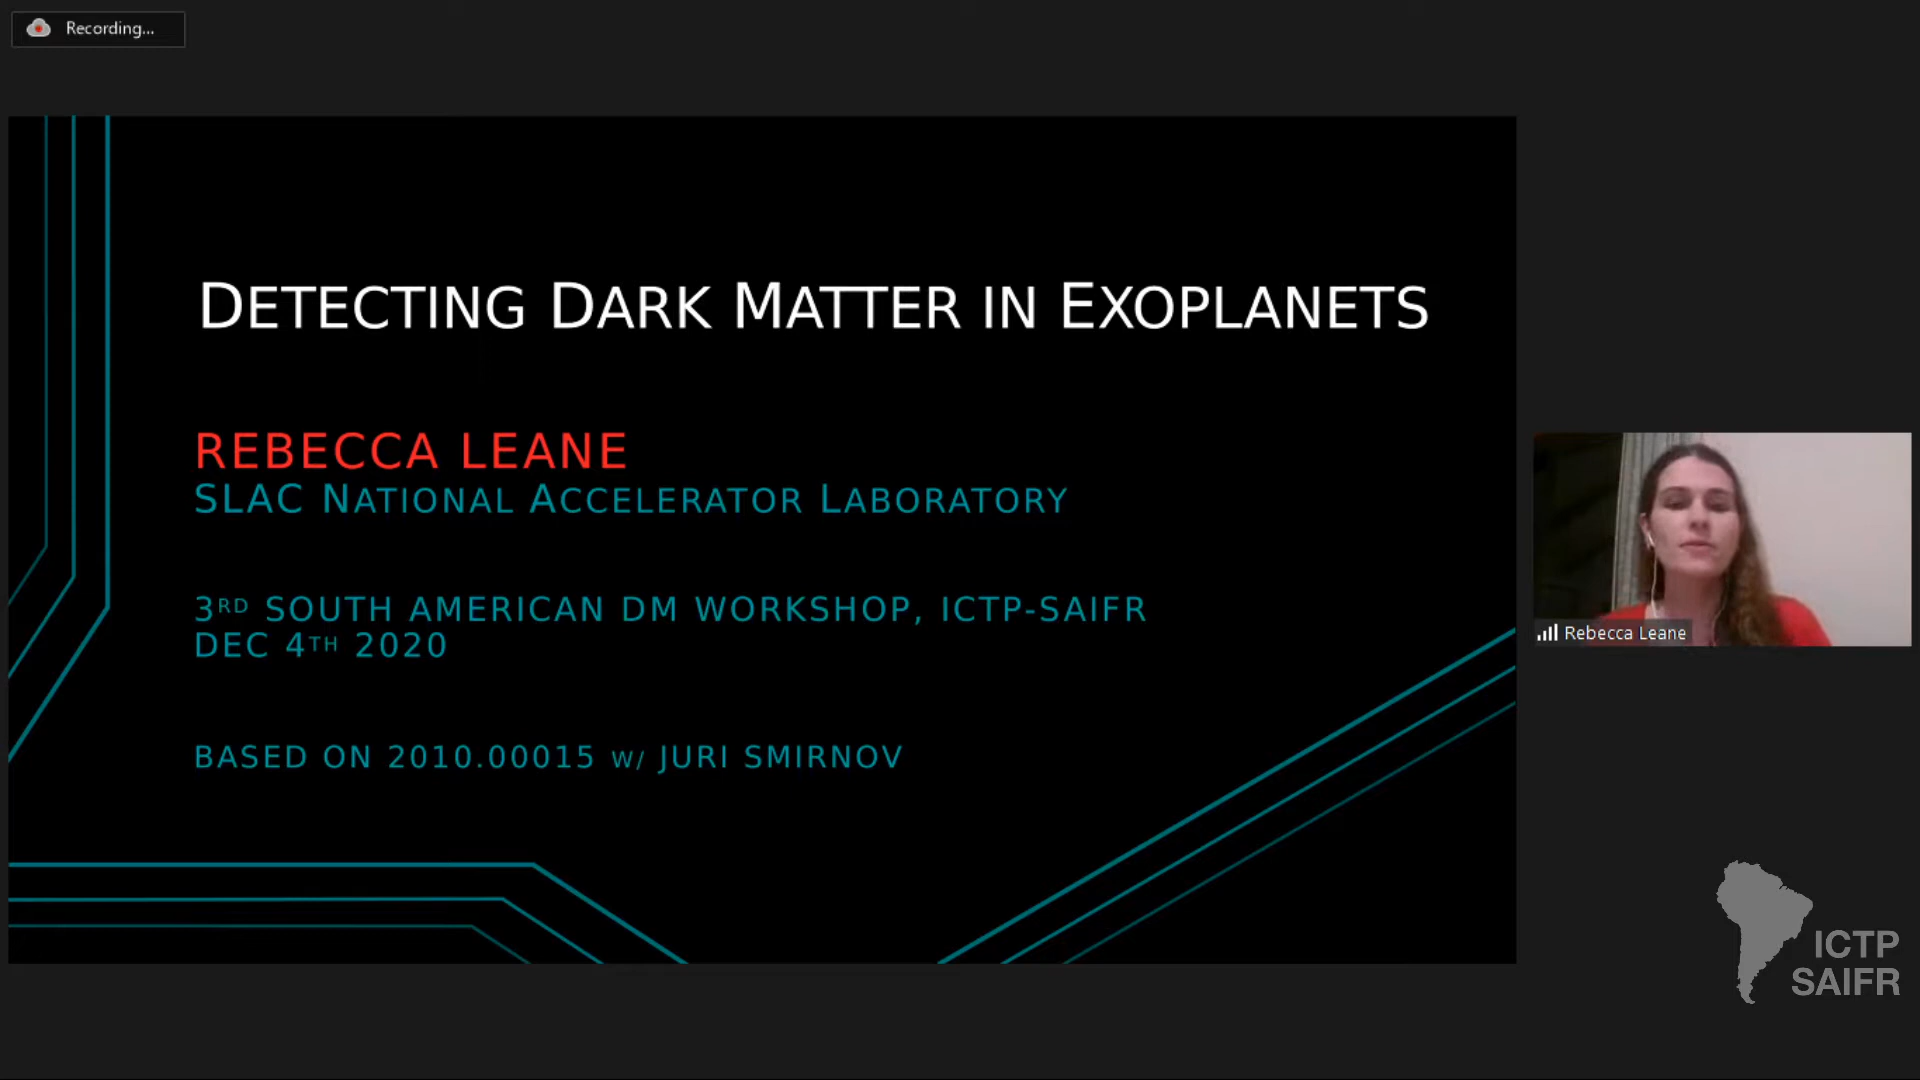 Recording...
DETECTING DARK MATTER IN EXOPLANETS
REBECCA LEANE
SLAC NATIONAL ACCELERATOR LABORATORY
3RD SOUTH AMERICAN DM WORKSHOP, ICTP-SAIFR
DEC 4TH 2020
BASED ON 2010.00015 W/ JURI SMIRNOV
Rebecca Leane
ICTP
SAIFR